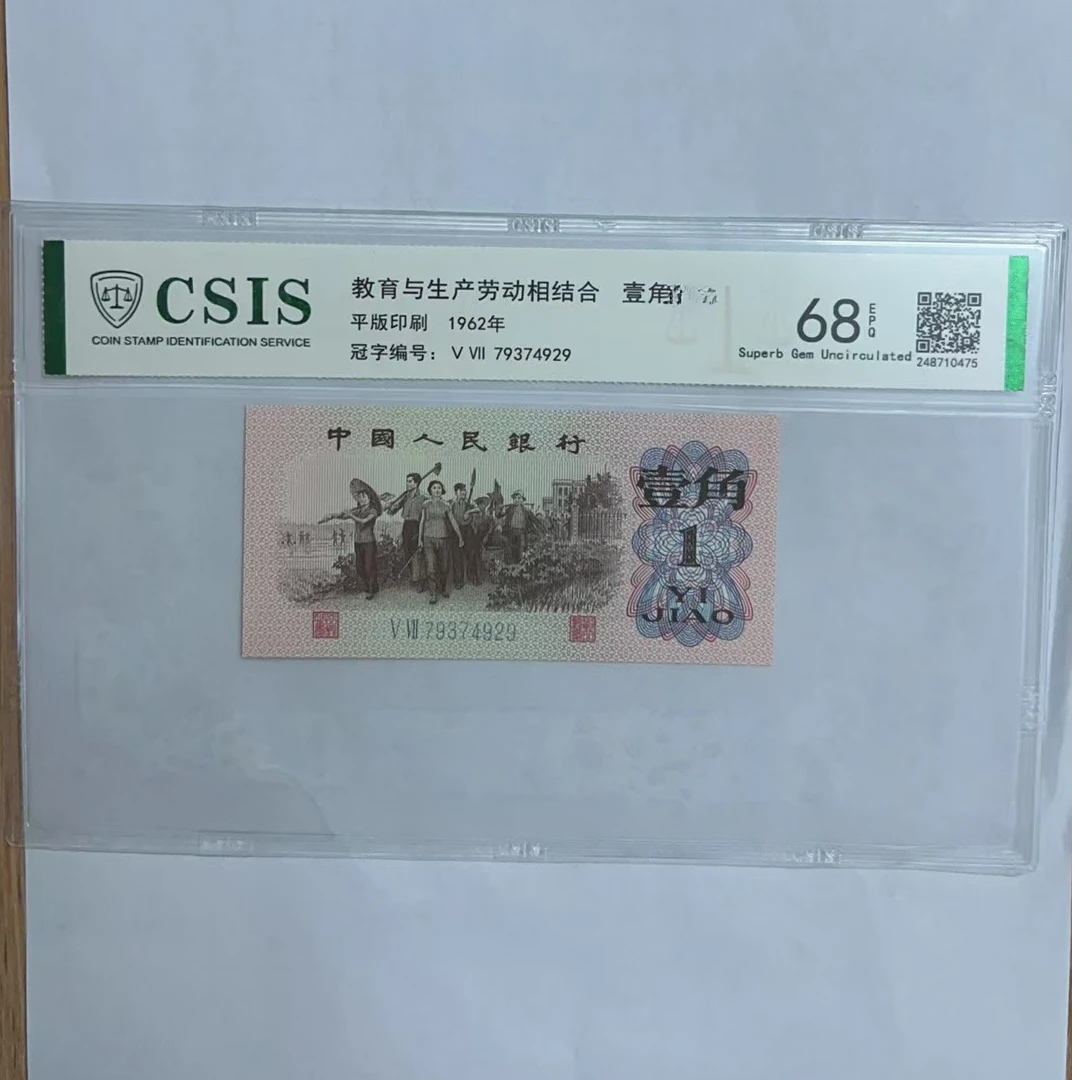 CSIS
COIN STAMP IDENTIFICATION SERVICE
教育与生产劳动相结合 壹角
平版印刷 1962年
冠字编号：V VII 79374929
68
EPQ
Superb Gem Uncirculated
248710475
中國人民銀行
壹角
1
YI
JIAO
V VII 79374929